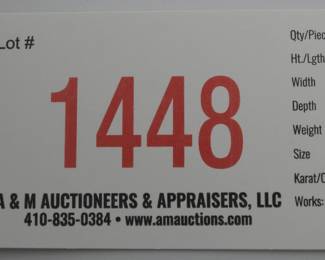 Lot #
1448
A & M AUCTIONEERS & APPRAISERS, LLC
410-835-0384 • www.amauctions.com
Qty/Piec
Ht./Lgth
Width
Depth
Weight
Size
Karat/C
Works: